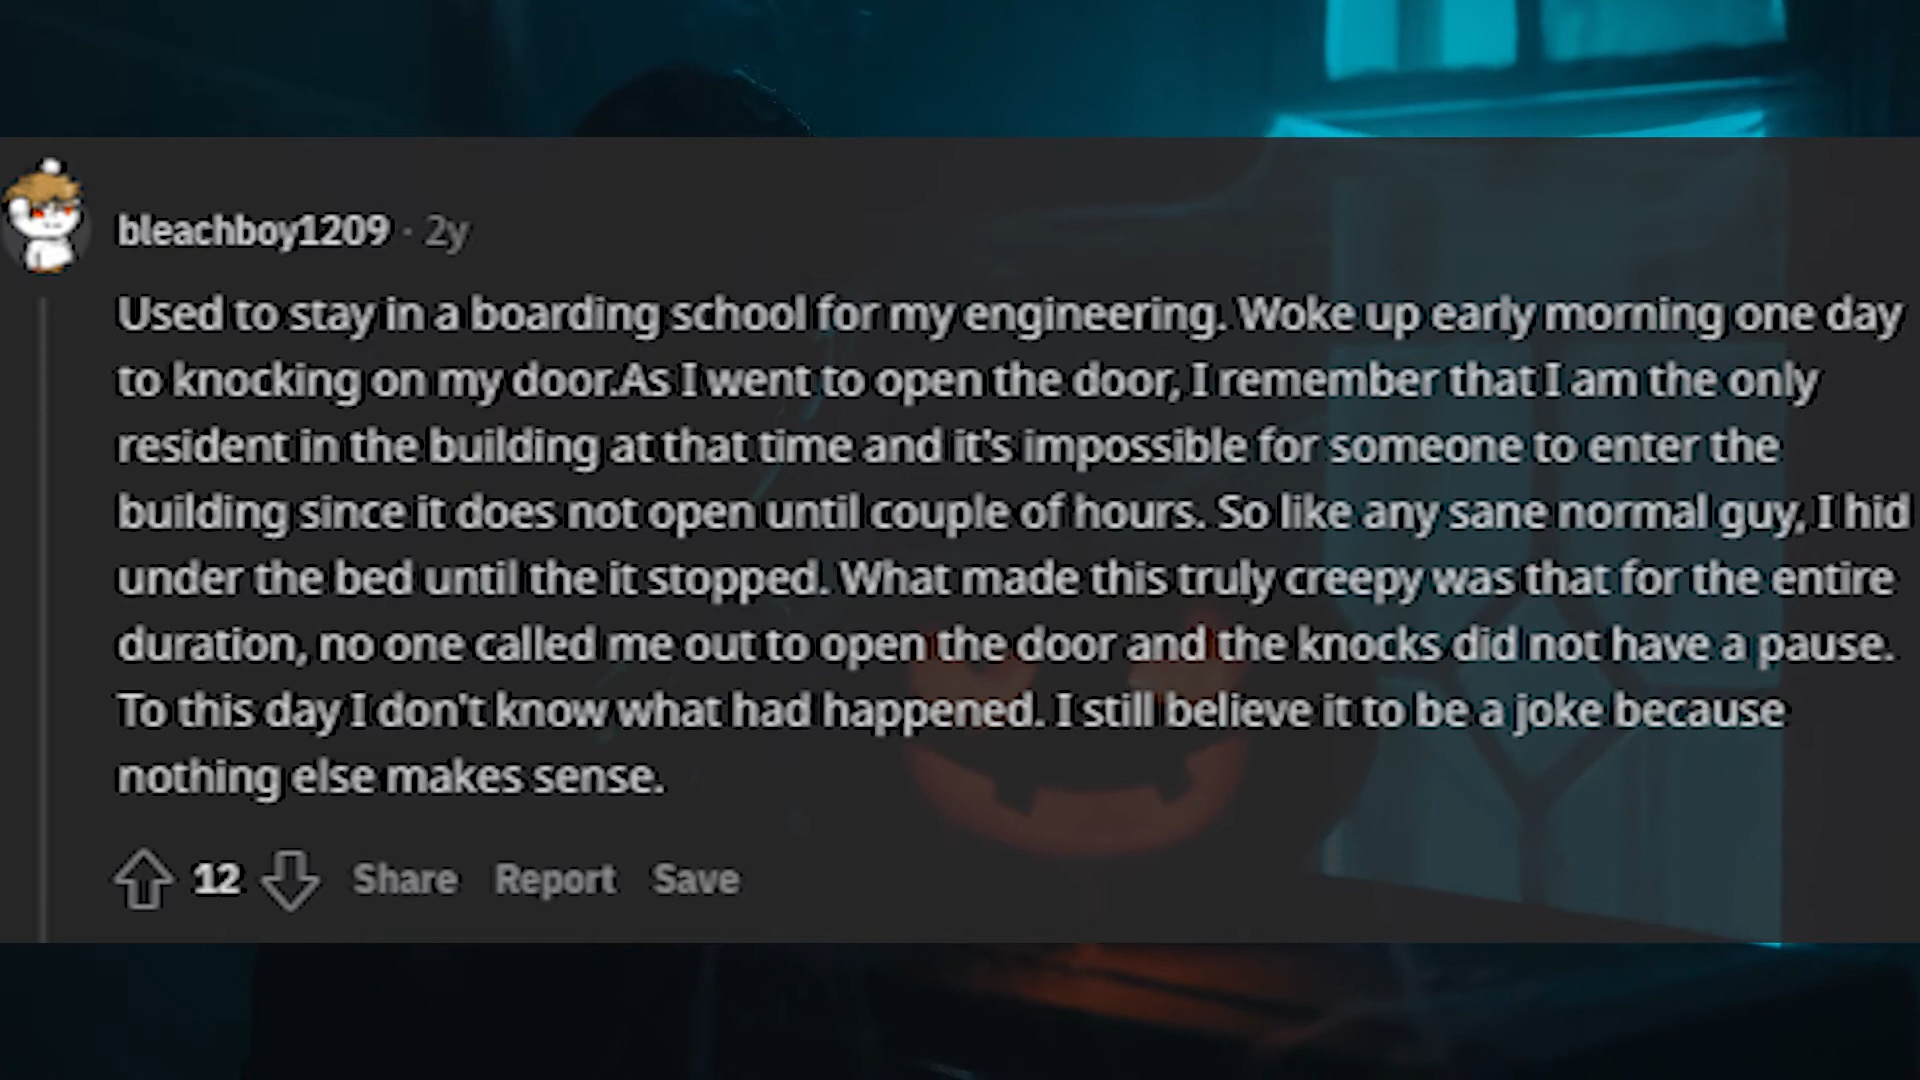 bleachboy1209 · 2y
Used to stay in a boarding school for my engineering. Woke up early morning one day
to knocking on my door.As I went to open the door, I remember that I am the only
resident in the building at that time and it's impossible for someone to enter the
building since it does not open until couple of hours. So like any sane normal guy, I hid
under the bed until the it stopped. What made this truly creepy was that for the entire
duration, no one called me out to open the door and the knocks did not have a pause.
To this day I don't know what had happened. I still believe it to be a joke because
nothing else makes sense.
12 Share Report Save